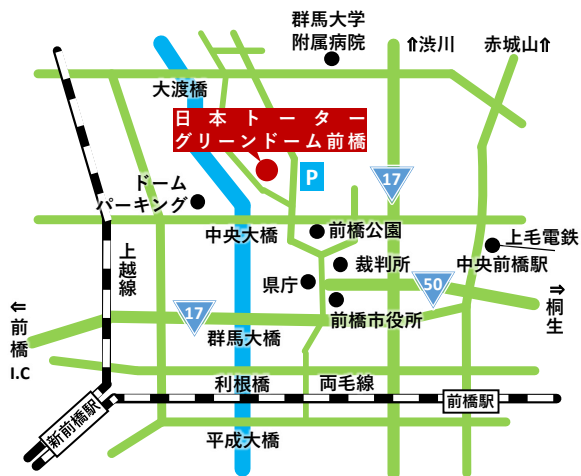 群馬大学
附属病院
⇑渋川
赤城山⇑
大渡橋
日本トーター
グリーンドーム前橋
P
17
ドーム
パーキング
中央大橋
前橋公園
上毛電鉄
中央前橋駅
上越線
裁判所
県庁
50
⇒桐生
17
前橋市役所
⇐前橋I.C
群馬大橋
利根橋
両毛線
前橋駅
新前橋駅
平成大橋